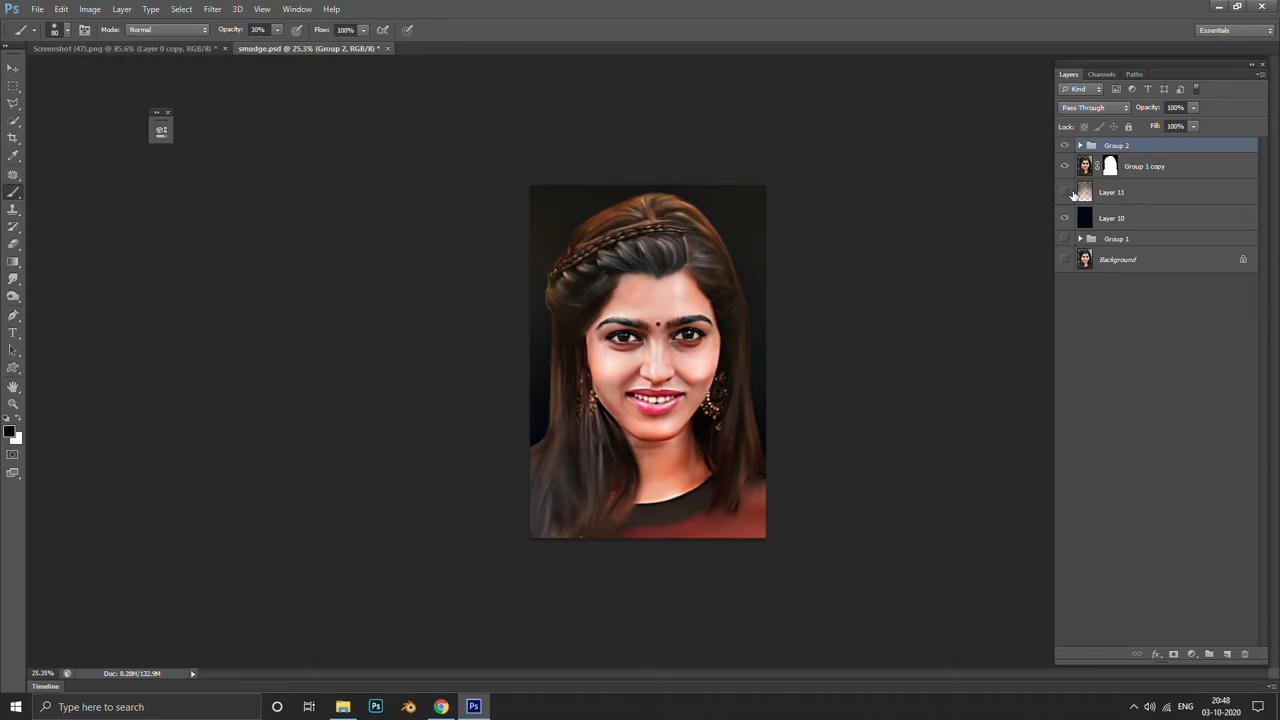 Ps File Edit Image Layer Type Select Filter 3D View Window Help
80 Mode: Normal Opacity: 30% Flow: 100% Essentials
Screenshot (47).png @ 85.6% (Layer 0 copy, RGB/8) * × smudge.psd @ 25.3% (Group 2, RGB/8) * ×
Layers Channels Paths
Kind
Pass Through Opacity: 100%
Lock: Fill: 100%
Group 2
Group 1 copy
Layer 11
Layer 10
Group 1
Background
25.35% Doc: 8.28M/132.9M
Timeline
Type here to search
ENG
20:48
03-10-2020